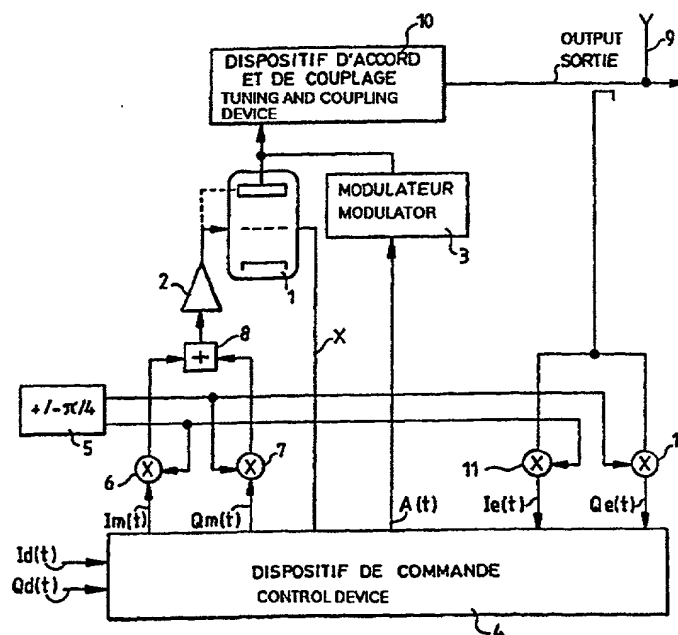 10
DISPOSITIF D'ACCORD
ET DE COUPLAGE
TUNING AND COUPLING
DEVICE
OUTPUT
SORTIE
9
MODULATEUR
MODULATOR
3
2
1
8
+
X
+/-π/4
5
6
X
X
7
11
X
X
1
Im(t)
Qm(t)
A(t)
Ie(t)
Qe(t)
Id(t)
Qd(t)
DISPOSITIF DE COMMANDE
CONTROL DEVICE
4